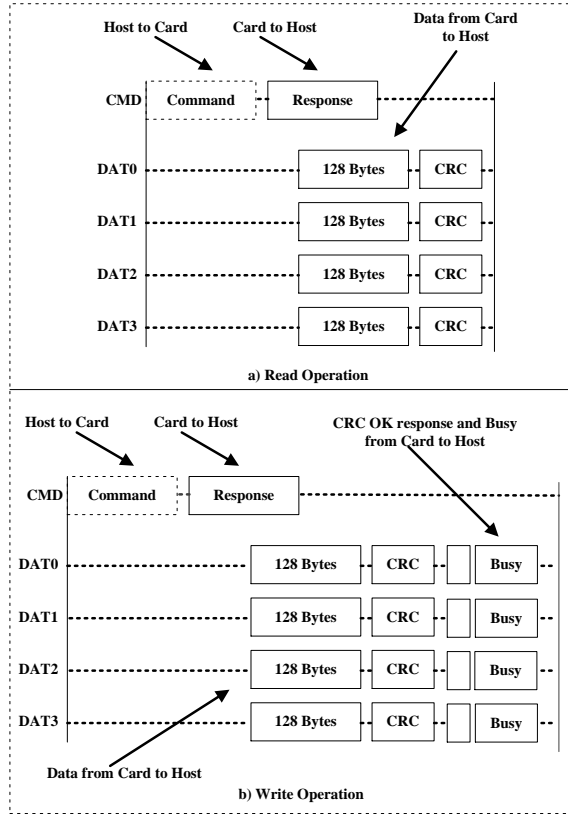 Host to Card
Card to Host
Data from Card
to Host
CMD
Command
Response
DAT0
128 Bytes
CRC
DAT1
128 Bytes
CRC
DAT2
128 Bytes
CRC
DAT3
128 Bytes
CRC
a) Read Operation
Host to Card
Card to Host
CRC OK response and Busy
from Card to Host
CMD
Command
Response
DAT0
128 Bytes
CRC
Busy
DAT1
128 Bytes
CRC
Busy
DAT2
128 Bytes
CRC
Busy
DAT3
128 Bytes
CRC
Busy
Data from Card to Host
b) Write Operation